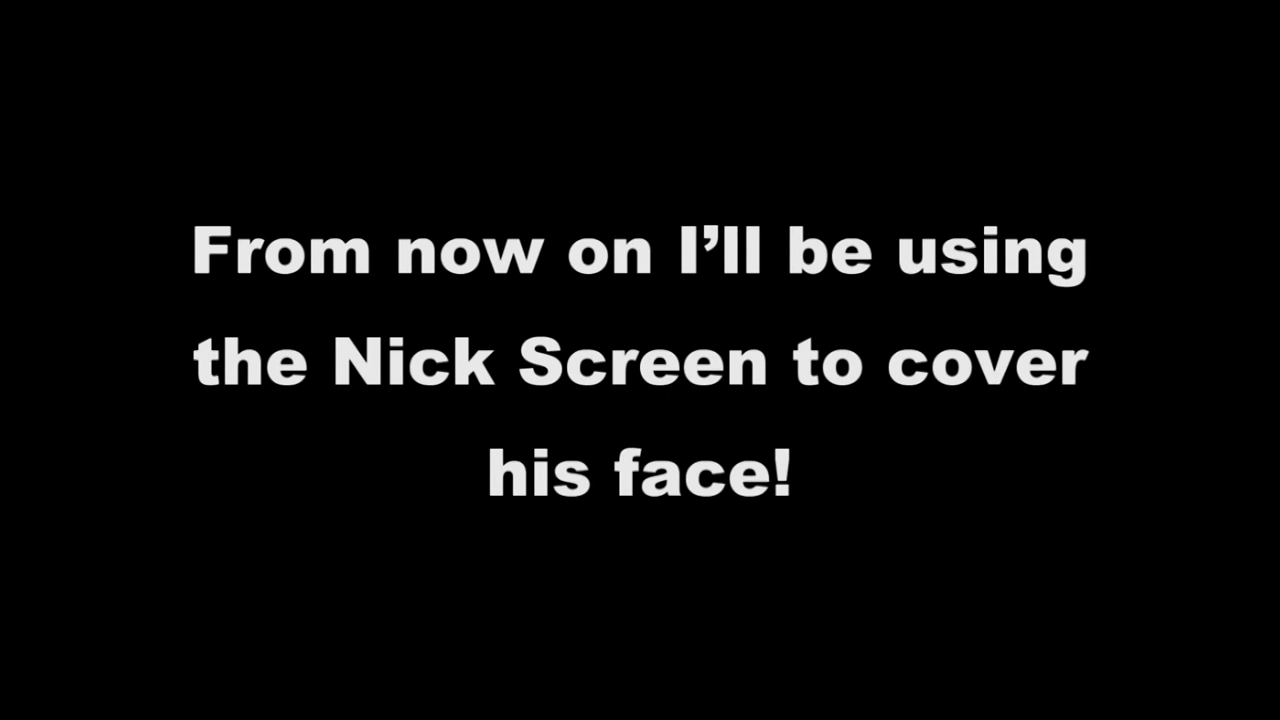 From now on I’ll be using
the Nick Screen to cover
his face!